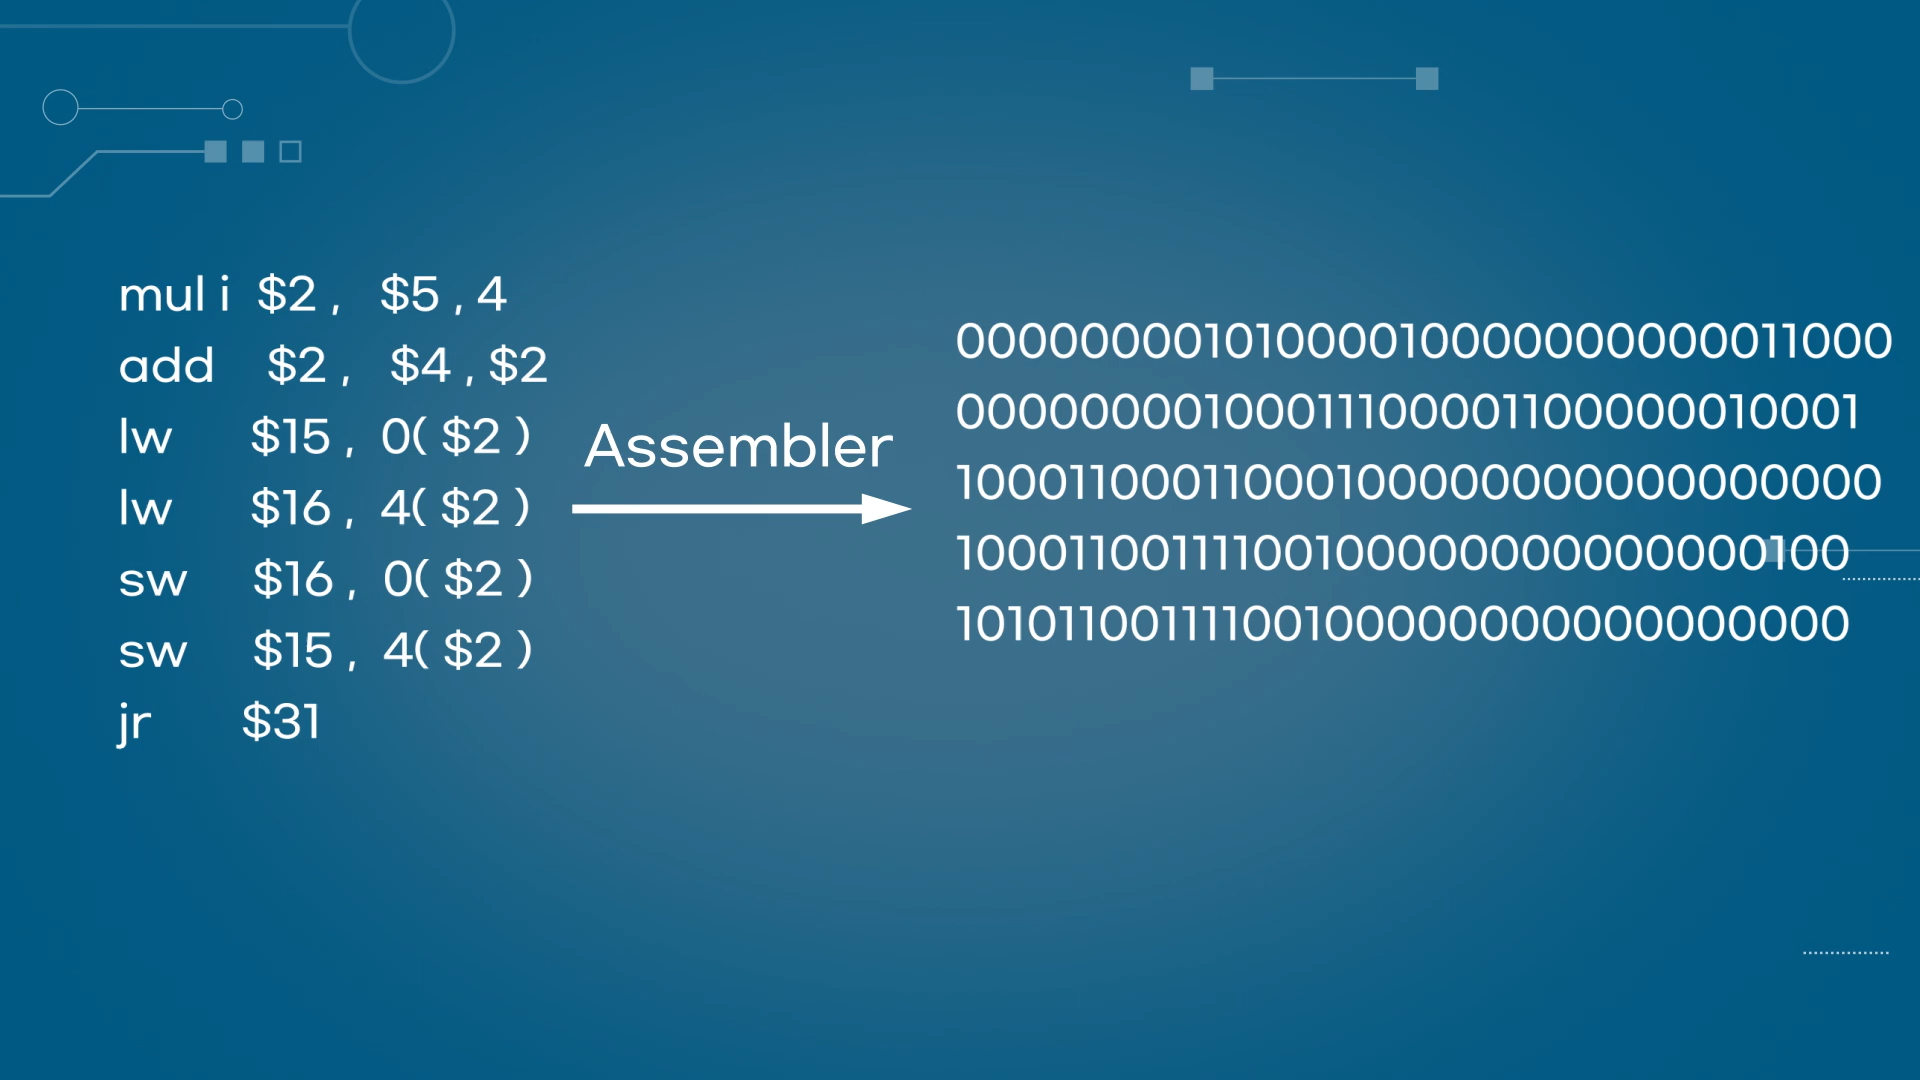 mul i $2 , $5 , 4
add $2 , $4 , $2
lw $15 , 0( $2 )
lw $16 , 4( $2 )
sw $16 , 0( $2 )
sw $15 , 4( $2 )
jr $31
Assembler
00000000101000010000000000011000
00000000100011100001100000010001
10001100011000100000000000000000
10001100111100100000000000000100
10101100111100100000000000000000